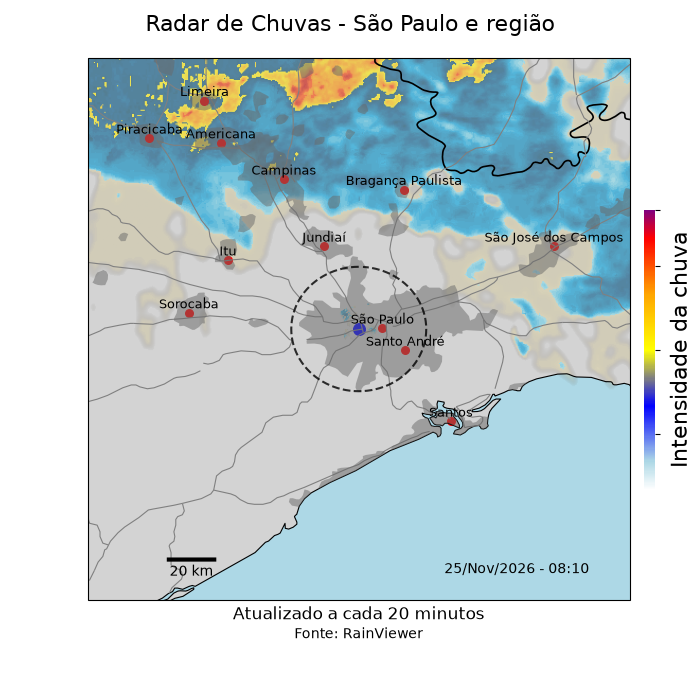 Radar de Chuvas - São Paulo e região
Limeira
Piracicaba
Americana
Campinas
Bragança Paulista
Jundiaí
São José dos Campos
Itu
Sorocaba
São Paulo
Santo André
Santos
Intensidade da chuva
20 km
25/Nov/2026 - 08:10
Atualizado a cada 20 minutos
Fonte: RainViewer